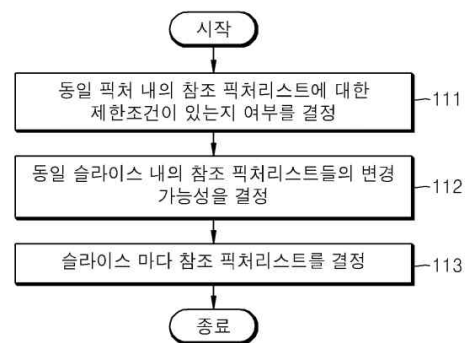 시작
동일 픽처 내의 참조 픽처리스트에 대한
제한조건이 있는지 여부를 결정
111
동일 슬라이스 내의 참조 픽처리스트들의 변경
가능성을 결정
112
슬라이스 마다 참조 픽처리스트를 결정
113
종료